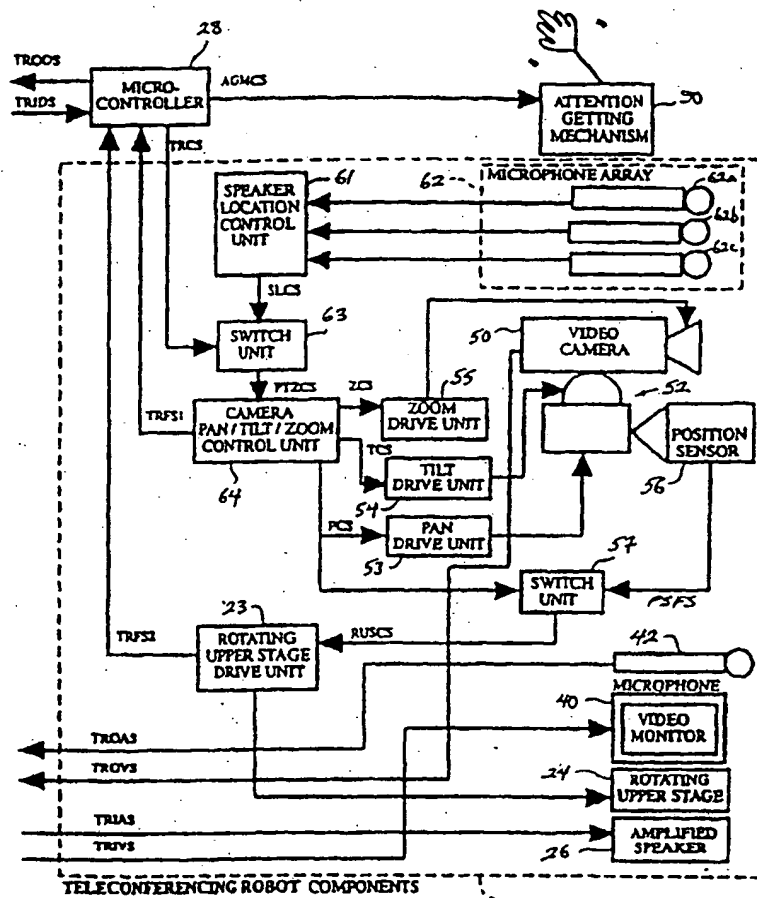 28
TRODS
MICRO-
CONTROLLER
AGMCS
TRIDS
ATTENTION
GETTING
MECHANISM
90
TRCS
61
SPEAKER
LOCATION
CONTROL
UNIT
62
MICROPHONE ARRAY
62a
62b
62c
SLCS
63
SWITCH
UNIT
50
VIDEO
CAMERA
PTZCS
ZCS
55
ZOOM
DRIVE UNIT
52
TRFS1
CAMERA
PAN / TILT / ZOOM
CONTROL UNIT
64
TCS
TILT
DRIVE UNIT
54
POSITION
SENSOR
56
PCS
PAN
DRIVE UNIT
53
57
SWITCH
UNIT
PSFS
23
TRFS2
ROTATING
UPPER STAGE
DRIVE UNIT
RUSCS
42
MICROPHONE
40
VIDEO
MONITOR
TROAS
TROVS
24
ROTATING
UPPER STAGE
TRIAS
AMPLIFIED
SPEAKER
26
TRIVS
TELECONFERENCING ROBOT COMPONENTS